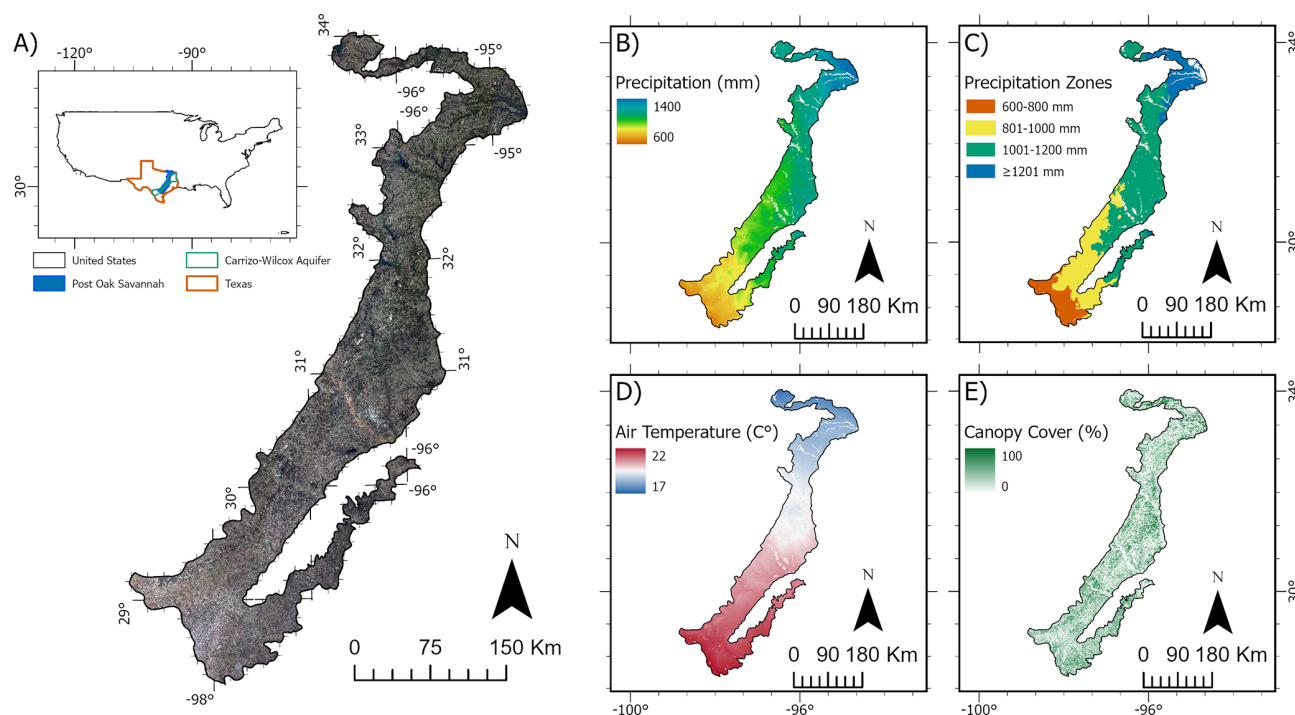 A)
-120°
-90°
30°
United States
Carrizo-Wilcox Aquifer
Post Oak Savannah
Texas
34°
-95°
-96°
-96°
33°
-95°
32°
32°
31°
31°
-96°
-96°
30°
29°
-98°
N
0 75 150 Km
B)
Precipitation (mm)
1400
600
N
0 90 180 Km
C)
Precipitation Zones
600-800 mm
801-1000 mm
1001-1200 mm
≥1201 mm
N
0 90 180 Km
34°
30°
D)
Air Temperature (C°)
22
17
N
0 90 180 Km
E)
Canopy Cover (%)
100
0
N
0 90 180 Km
34°
30°
-100°
-96°
-100°
-96°